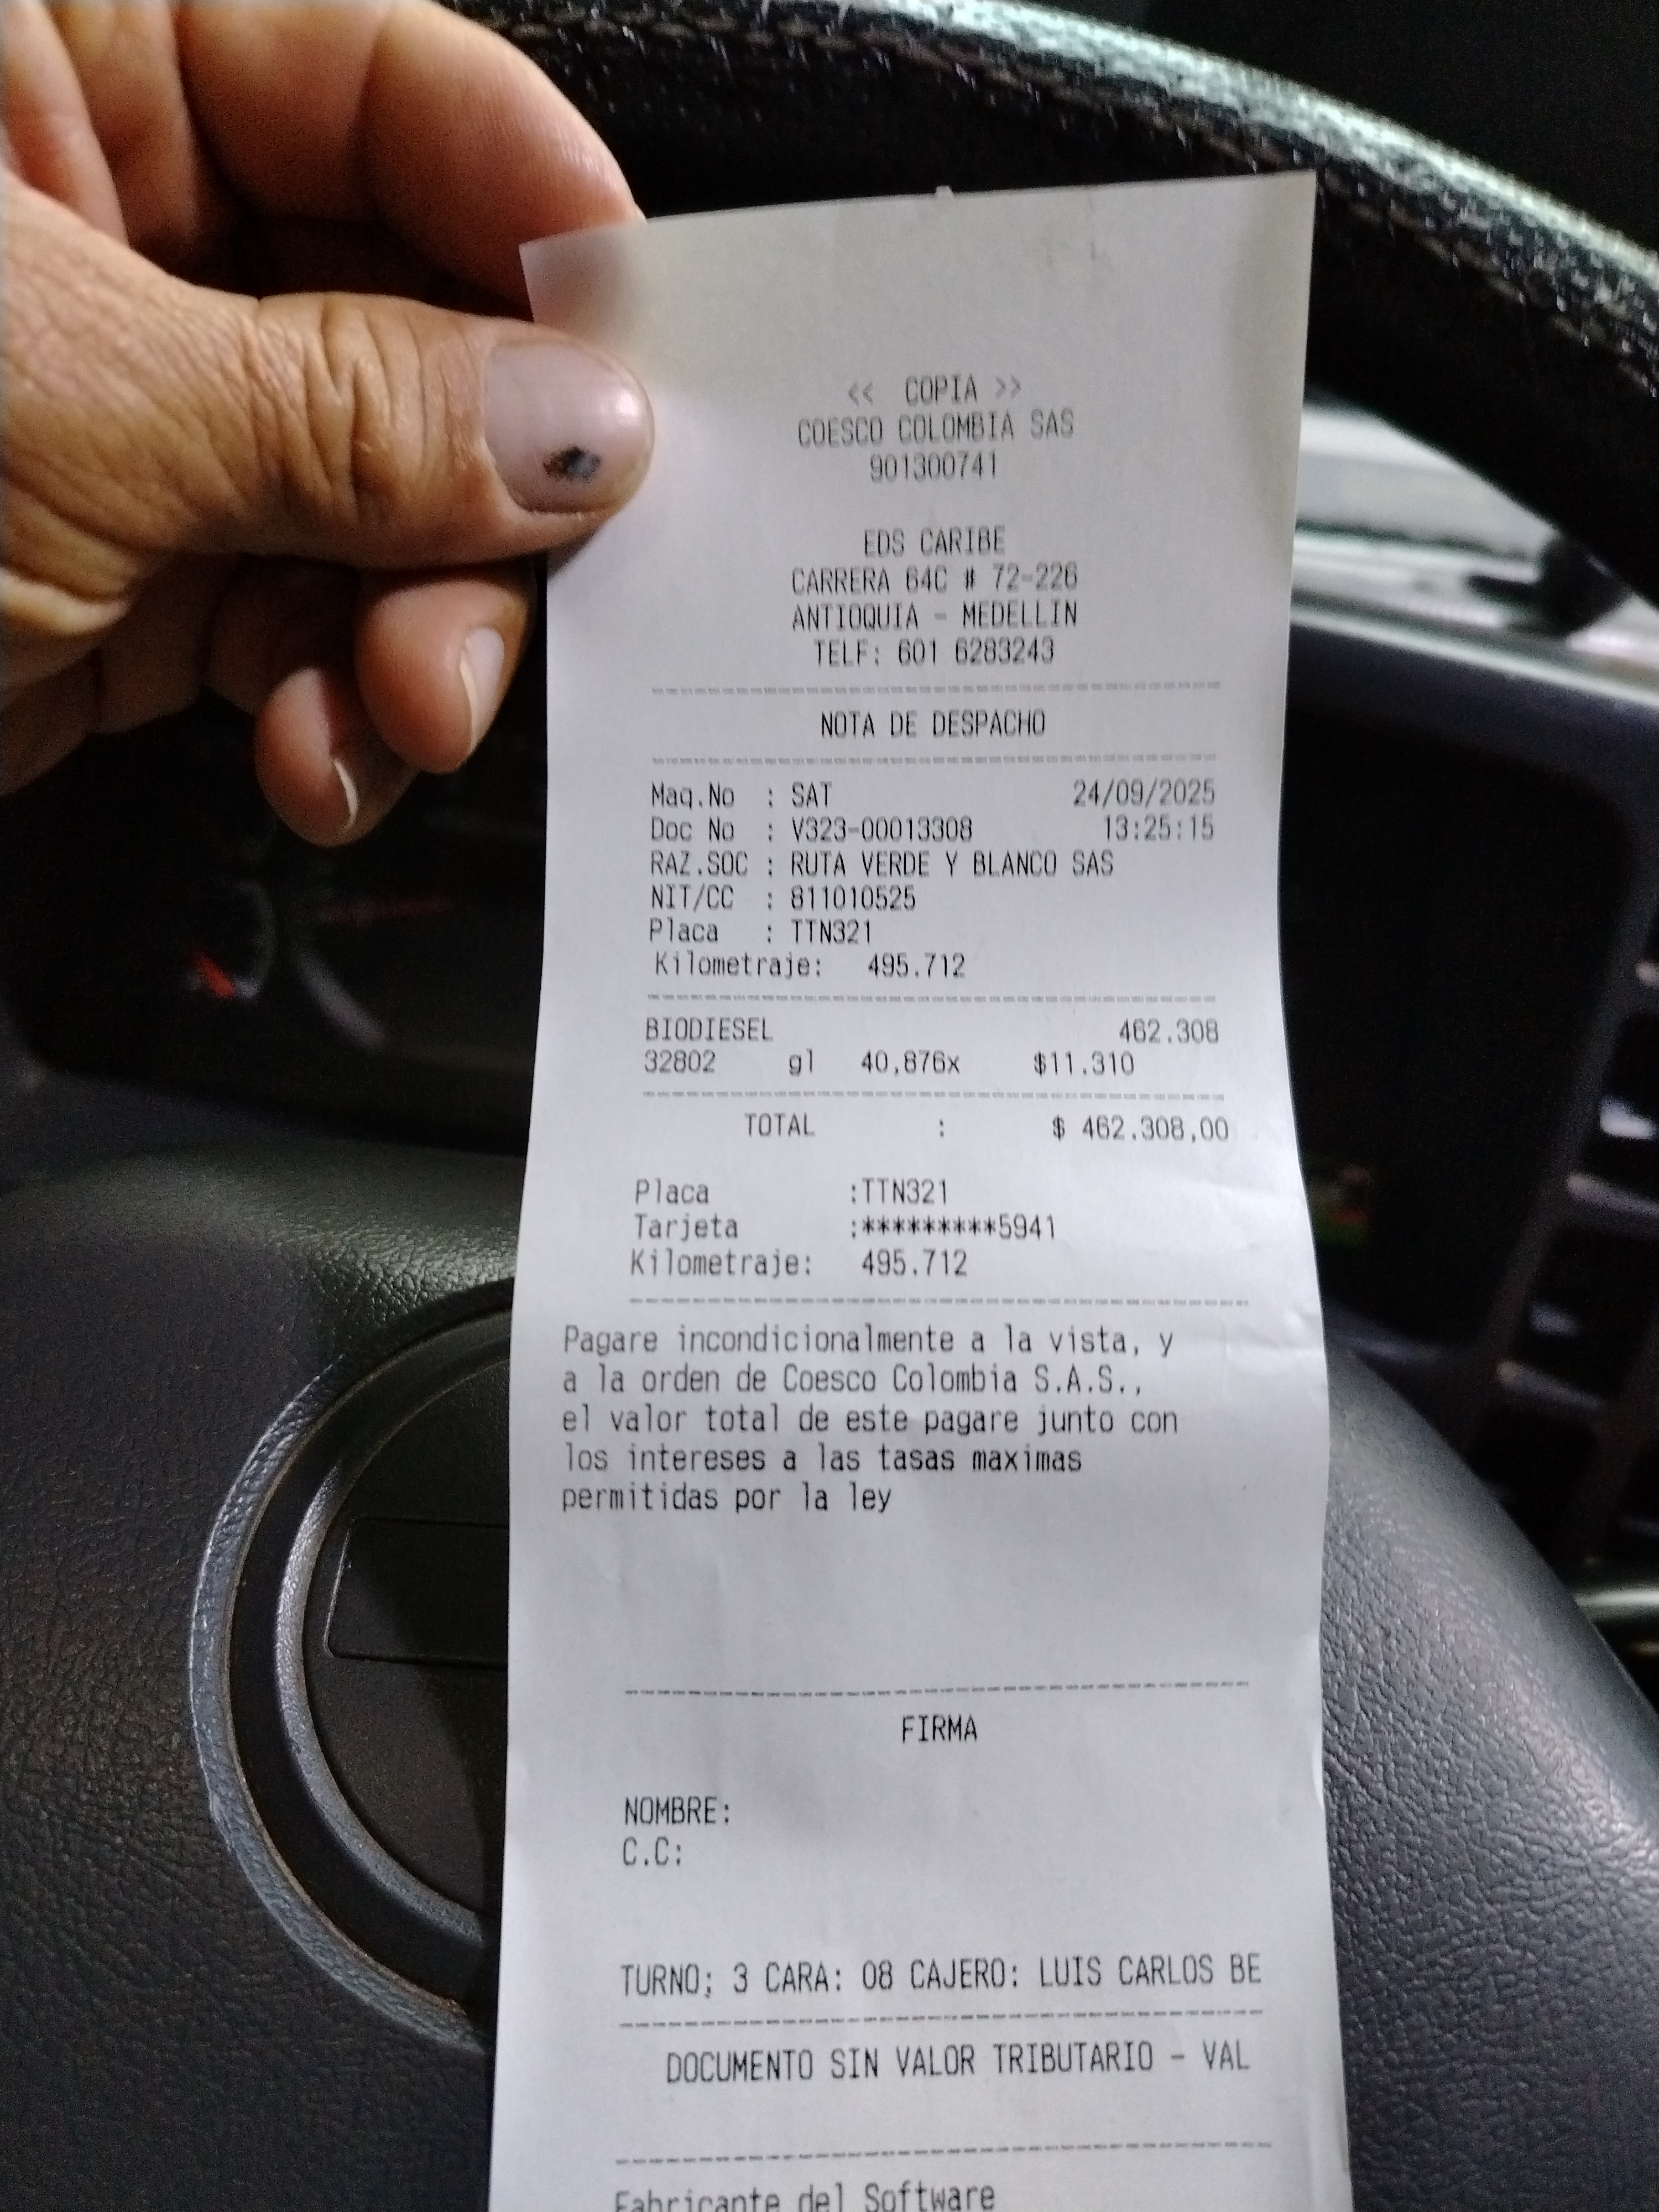 << COPIA >>
COESCO COLOMBIA SAS
901300741
EDS CARIBE
CARRERA 64C # 72-226
ANTIOQUIA - MEDELLIN
TELF: 601 6283243
NOTA DE DESPACHO
Maq.No : SAT 24/09/2025
Doc No : V323-00013308 13:25:15
RAZ.SOC : RUTA VERDE Y BLANCO SAS
NIT/CC : 811010525
Placa : TTN321
Kilometraje: 495.712
BIODIESEL 462.308
32802 gl 40,876x $11.310
TOTAL : $ 462.308,00
Placa :TTN321
Tarjeta :*********5941
Kilometraje: 495.712
Pagare incondicionalmente a la vista, y
a la orden de Coesco Colombia S.A.S.,
el valor total de este pagare junto con
los intereses a las tasas maximas
permitidas por la ley
FIRMA
NOMBRE:
C.C:
TURNO; 3 CARA: 08 CAJERO: LUIS CARLOS BE
DOCUMENTO SIN VALOR TRIBUTARIO - VAL
Fabricante del Software